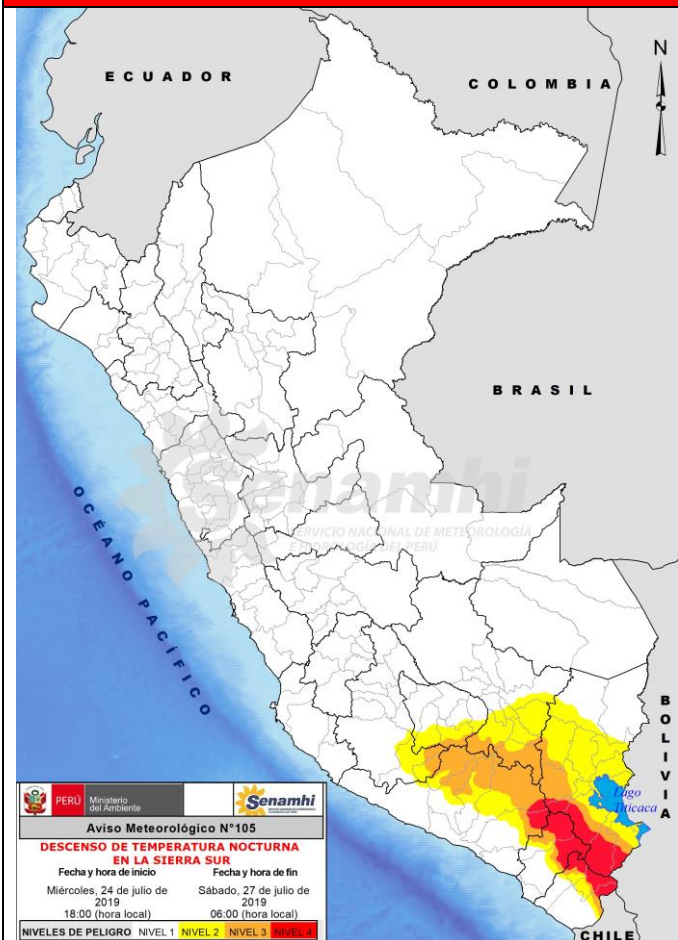 ECUADOR
COLOMBIA
N
BRASIL
Senamhi
SERVICIO NACIONAL DE METEOROLOGÍA
E HIDROLOGÍA DEL PERÚ
OCÉANO PACÍFICO
BOLIVIA
Lago
Titicaca
PERÚ Ministerio
del Ambiente
Senamhi
Aviso Meteorológico N°105
DESCENSO DE TEMPERATURA NOCTURNA
EN LA SIERRA SUR
Fecha y hora de inicio Fecha y hora de fin
Miércoles, 24 de julio de Sábado, 27 de julio de
2019 2019
18:00 (hora local) 06:00 (hora local)
NIVELES DE PELIGRO NIVEL 1 NIVEL 2 NIVEL 3 NIVEL 4
CHILE